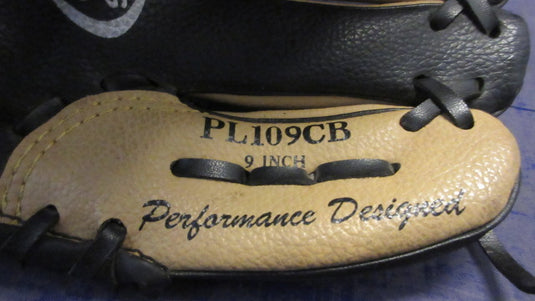 PL109CB
9 INCH
Performance Designed